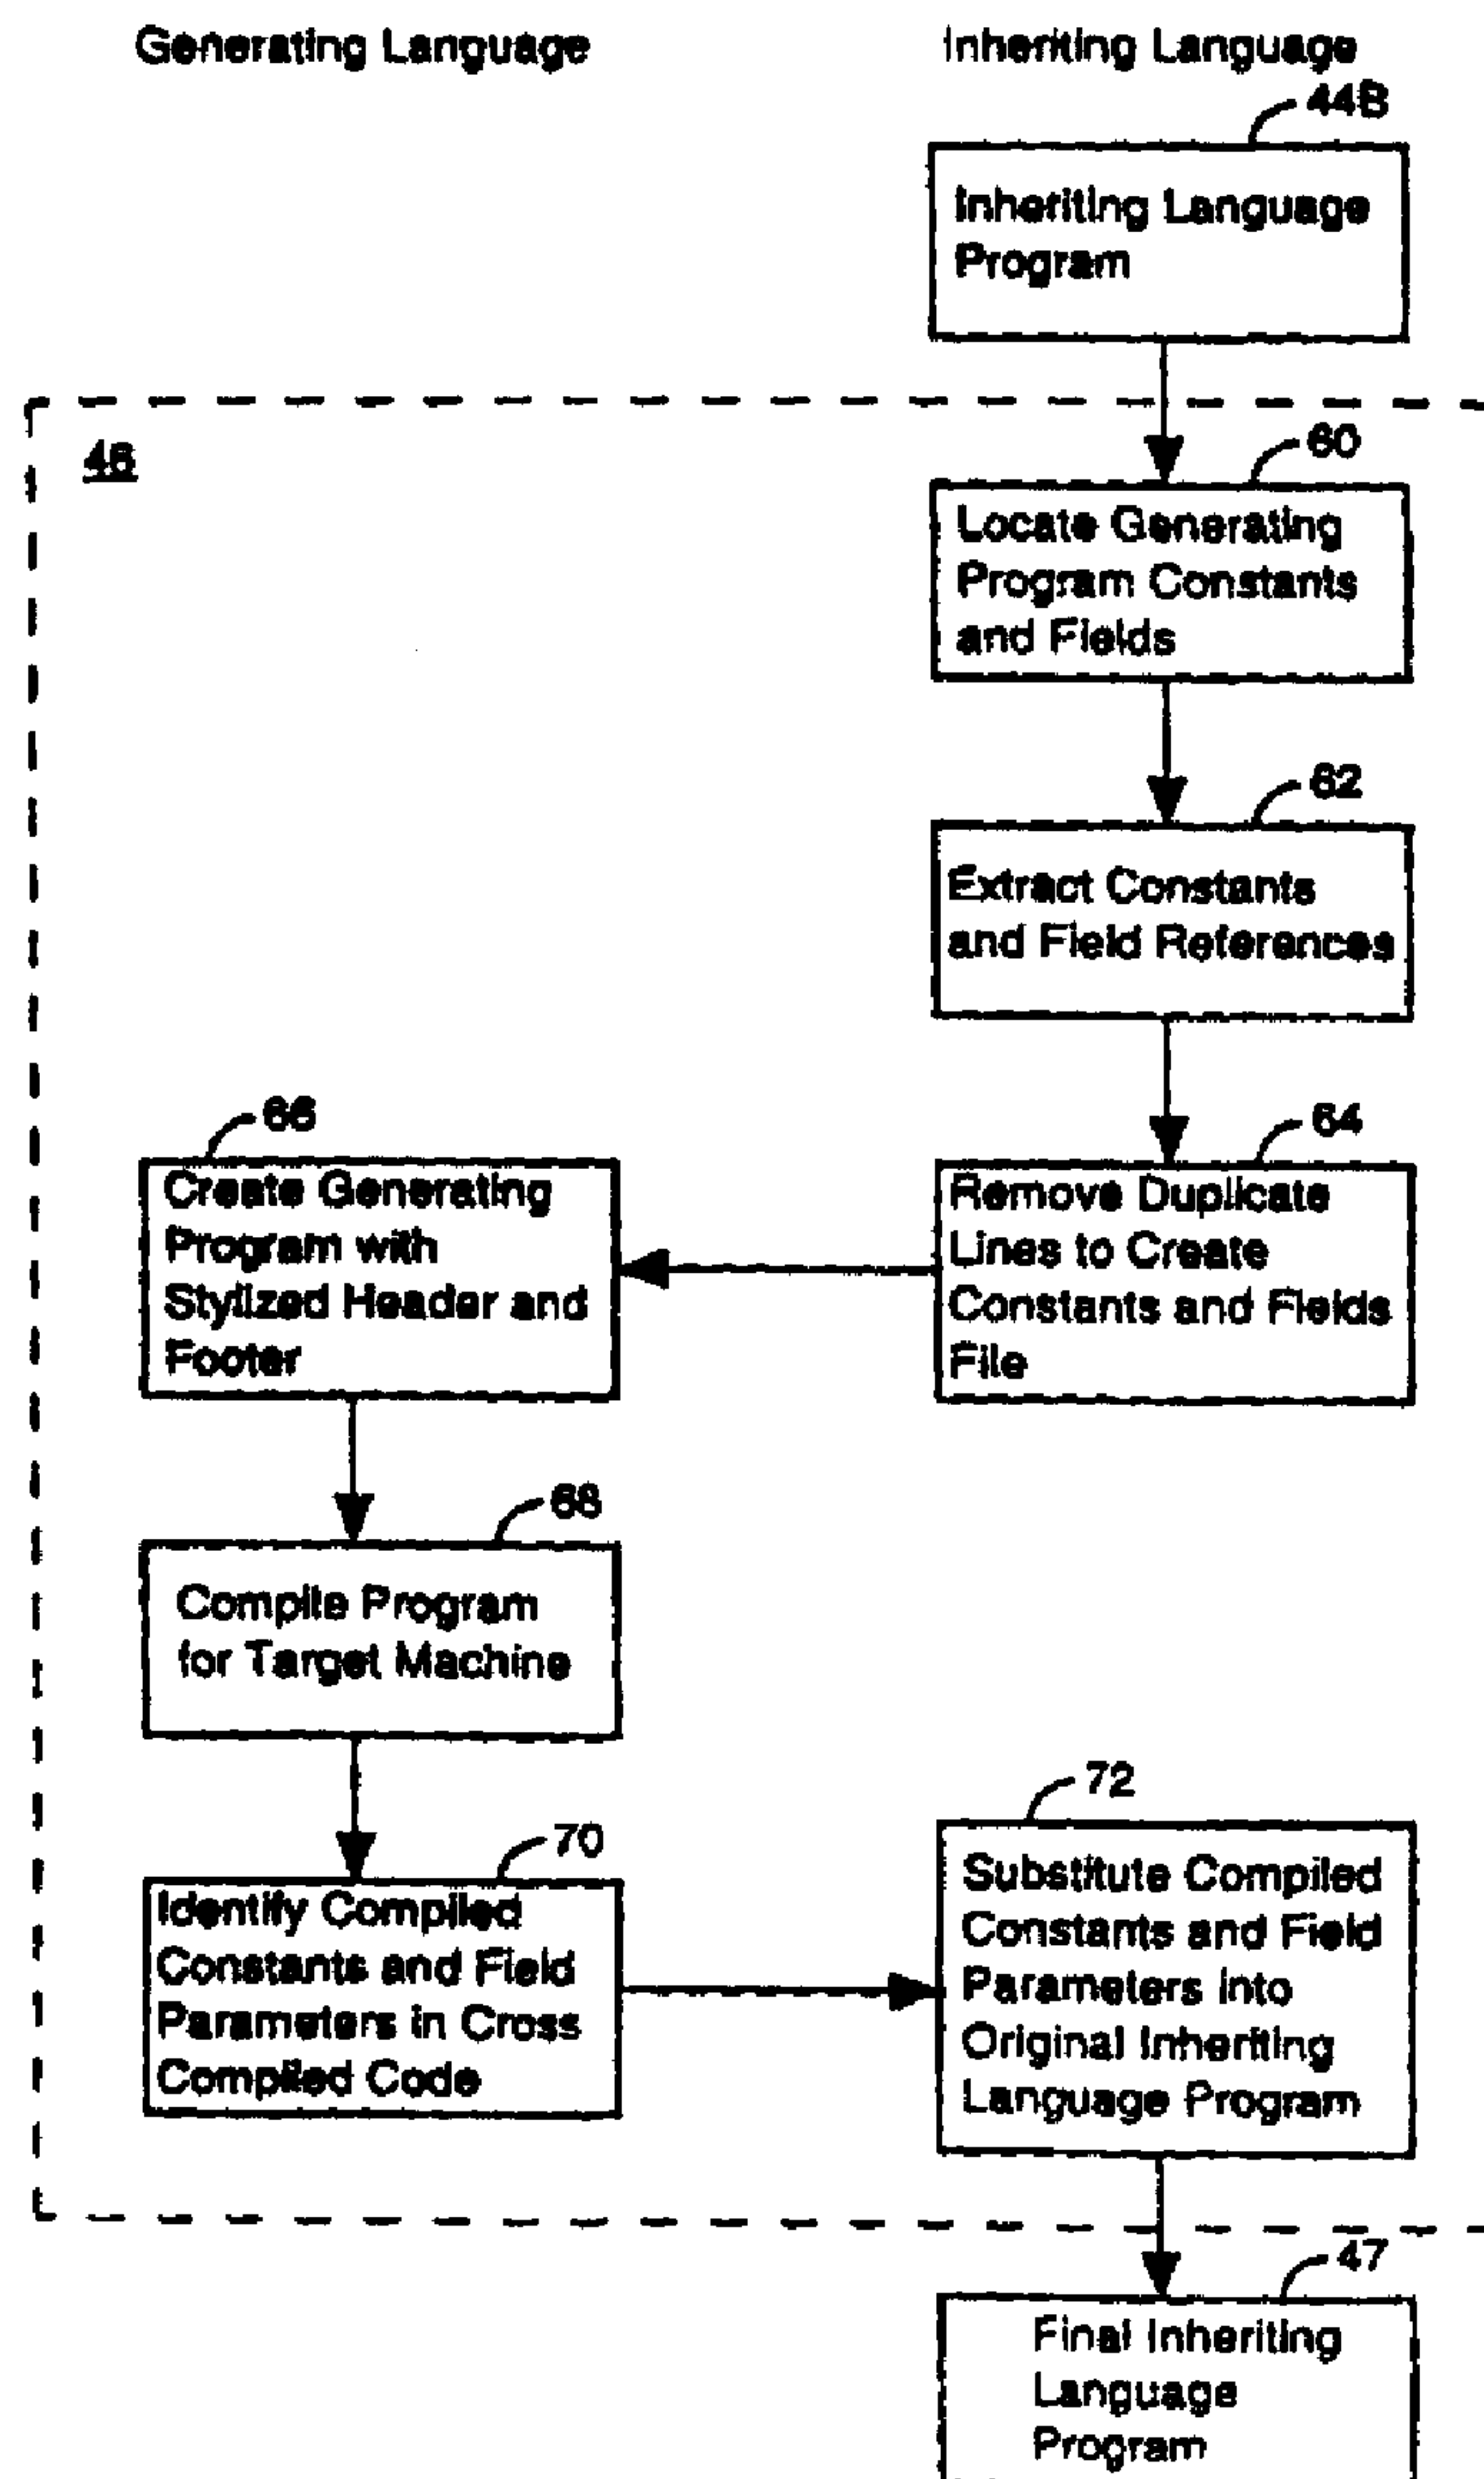 Generating Language
Inheriting Language
44B
Inheriting Language
Program
46
60
Locate Generating
Program Constants
and Fields
62
Extract Constants
and Field References
64
Remove Duplicate
Lines to Create
Constants and Fields
File
66
Create Generating
Program with
Stylized Header and
Footer
68
Compile Program
for Target Machine
70
Identify Compiled
Constants and Field
Parameters in Cross
Compiled Code
72
Substitute Compiled
Constants and Field
Parameters into
Original Inheriting
Language Program
47
Final Inheriting
Language
Program